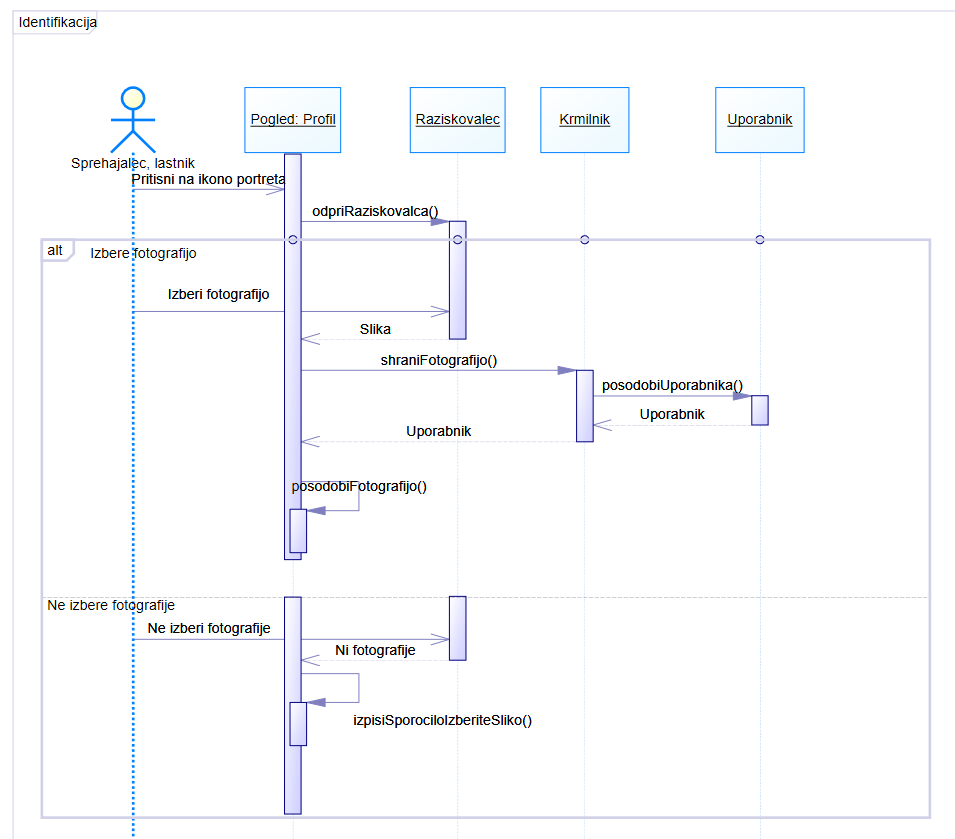 Identifikacija
Pogled: Profil
Raziskovalec
Krmilnik
Uporabnik
Sprehajalec, lastnik
Pritisni na ikono portreta
odpriRaziskovalca()
alt
Izbere fotografijo
Izberi fotografijo
Slika
shraniFotografijo()
posodobiUporabnika()
Uporabnik
Uporabnik
posodobiFotografijo()
Ne izbere fotografije
Ne izberi fotografije
Ni fotografije
izpisiSporociloIzberiteSliko()